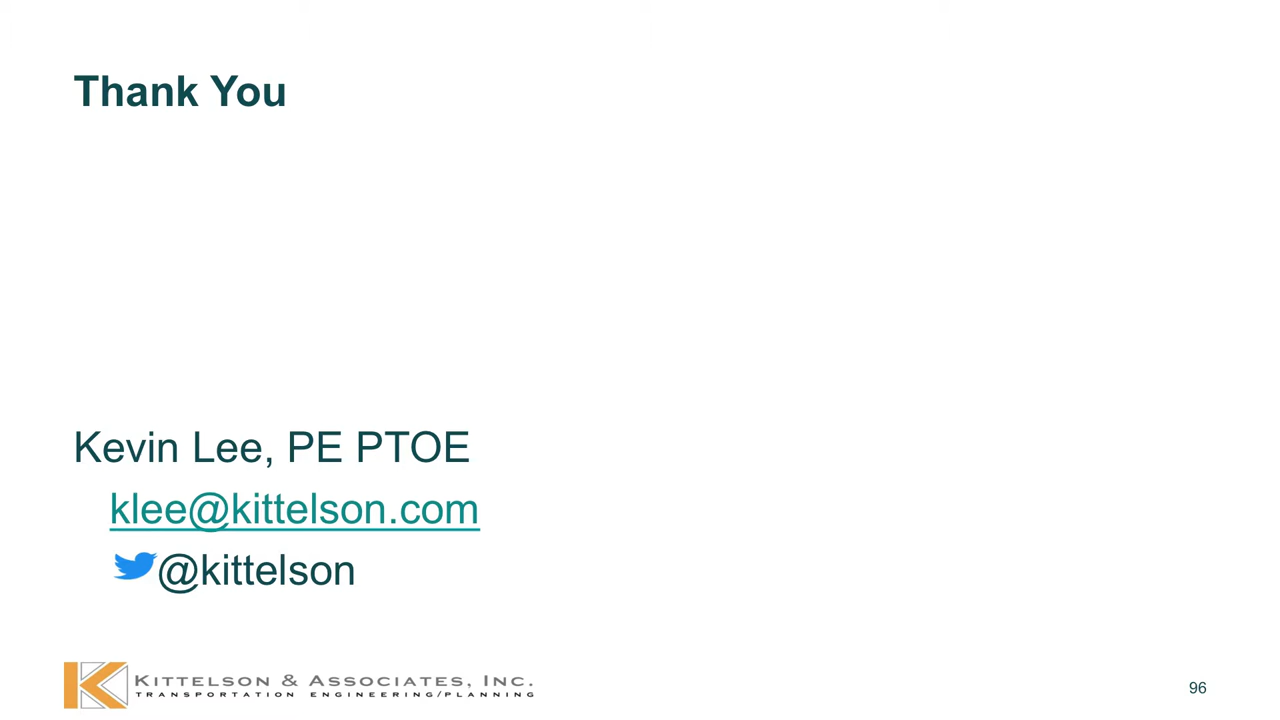 Thank You
Kevin Lee, PE PTOE
klee@kittelson.com
@kittelson
KITTELSON & ASSOCIATES, INC.
TRANSPORTATION ENGINEERING/PLANNING
96